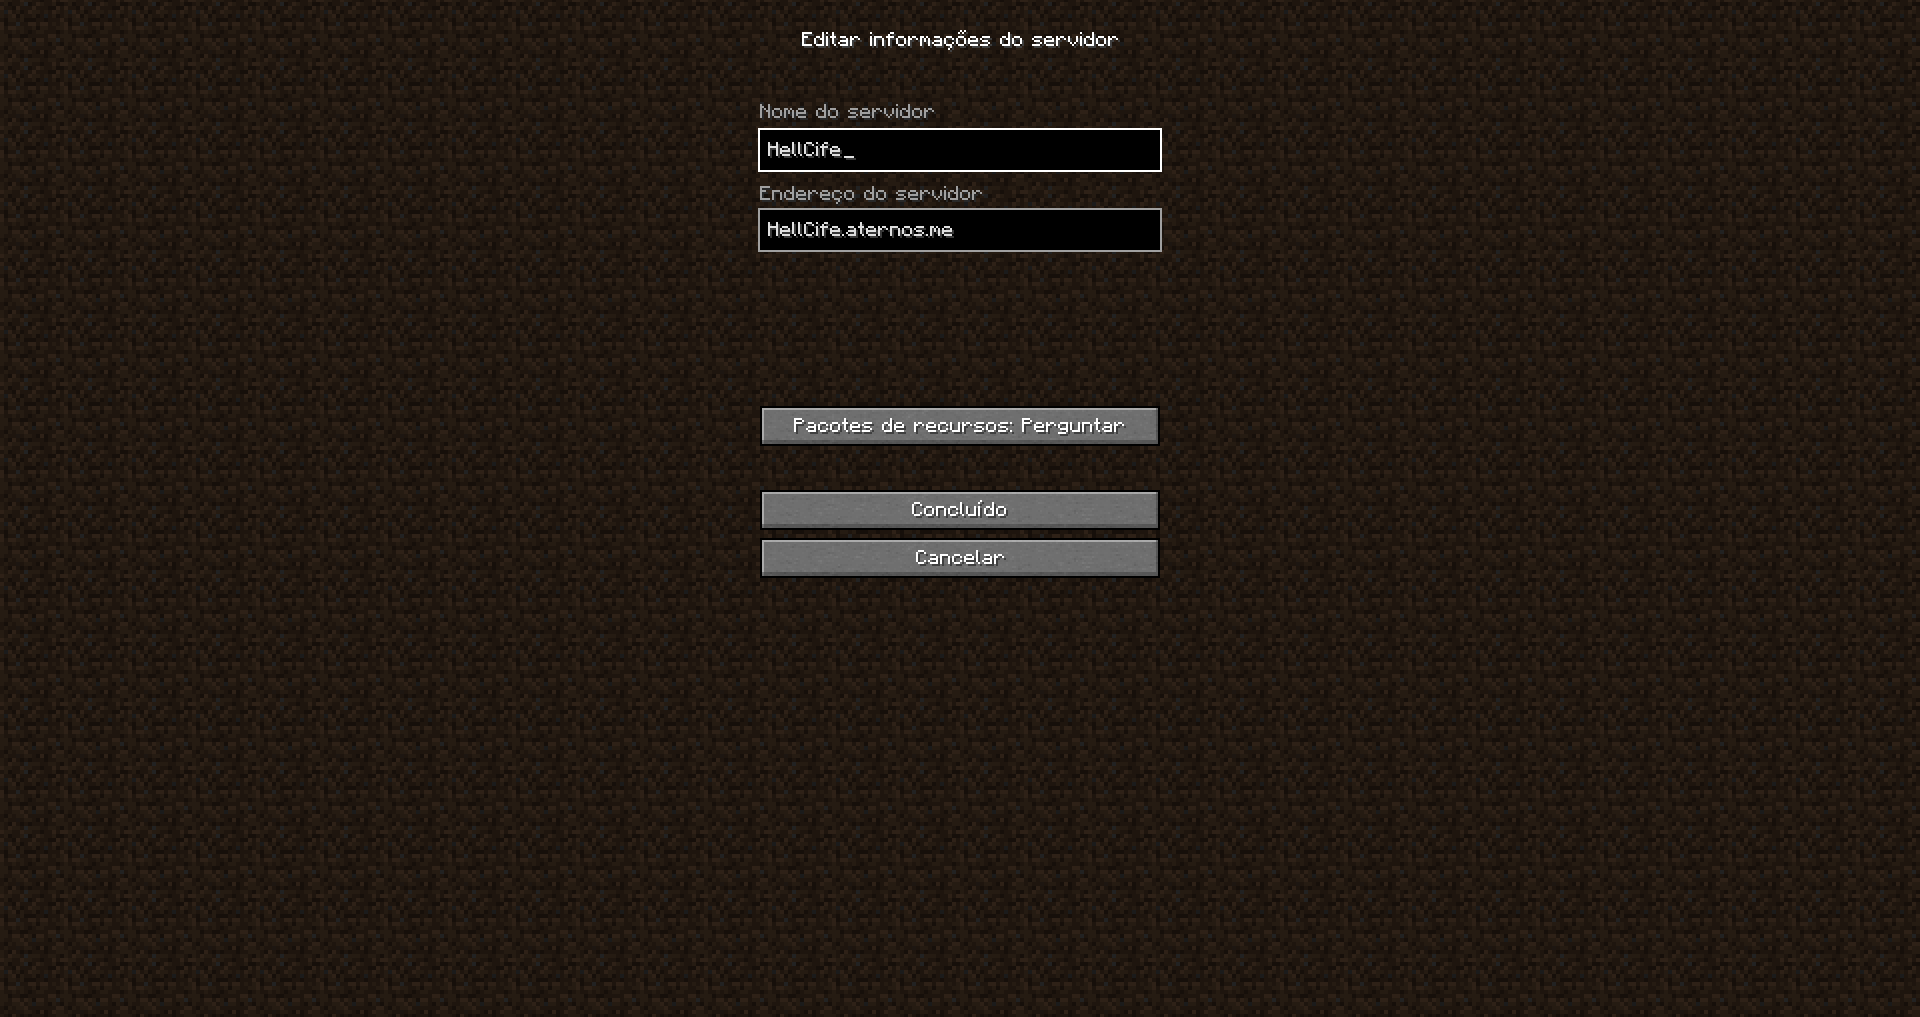 Editar informações do servidor
Nome do servidor
HellCife_
Endereço do servidor
HellCife.aternos.me
Pacotes de recursos: Perguntar
Concluído
Cancelar